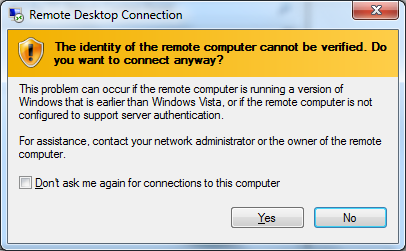 Remote Desktop Connection
The identity of the remote computer cannot be verified. Do
you want to connect anyway?
This problem can occur if the remote computer is running a version of
Windows that is earlier than Windows Vista, or if the remote computer is not
configured to support server authentication.
For assistance, contact your network administrator or the owner of the remote
computer.
Don't ask me again for connections to this computer
Yes
No